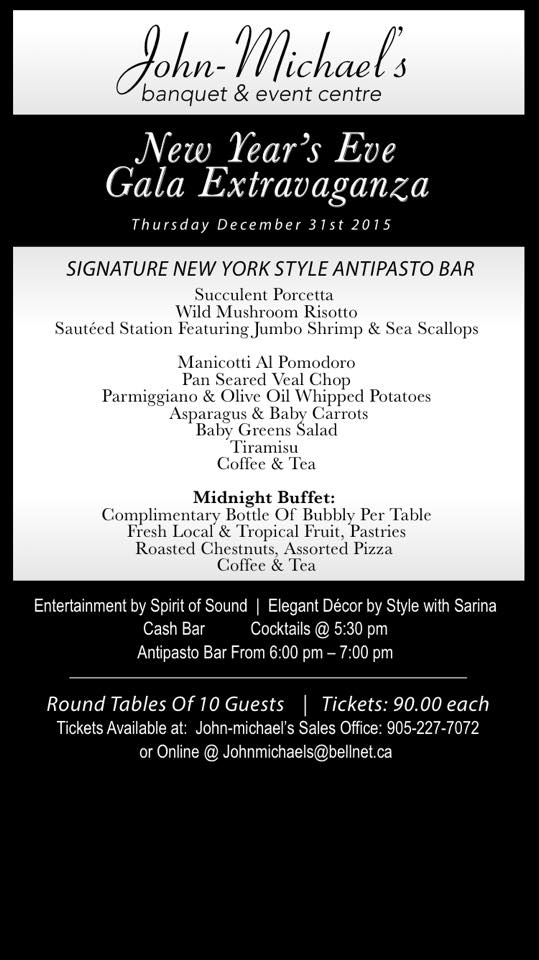 John-Michael's
banquet & event centre
New Year's Eve
Gala Extravaganza
Thursday December 31st 2015
SIGNATURE NEW YORK STYLE ANTIPASTO BAR
Succulent Porcetta
Wild Mushroom Risotto
Sautéed Station Featuring Jumbo Shrimp & Sea Scallops
Manicotti Al Pomodoro
Pan Seared Veal Chop
Parmiggiano & Olive Oil Whipped Potatoes
Asparagus & Baby Carrots
Baby Greens Salad
Tiramisu
Coffee & Tea
Midnight Buffet:
Complimentary Bottle Of Bubbly Per Table
Fresh Local & Tropical Fruit, Pastries
Roasted Chestnuts, Assorted Pizza
Coffee & Tea
Entertainment by Spirit of Sound | Elegant Décor by Style with Sarina
Cash Bar Cocktails @ 5:30 pm
Antipasto Bar From 6:00 pm – 7:00 pm
Round Tables Of 10 Guests | Tickets: 90.00 each
Tickets Available at: John-michael's Sales Office: 905-227-7072
or Online @ Johnmichaels@bellnet.ca